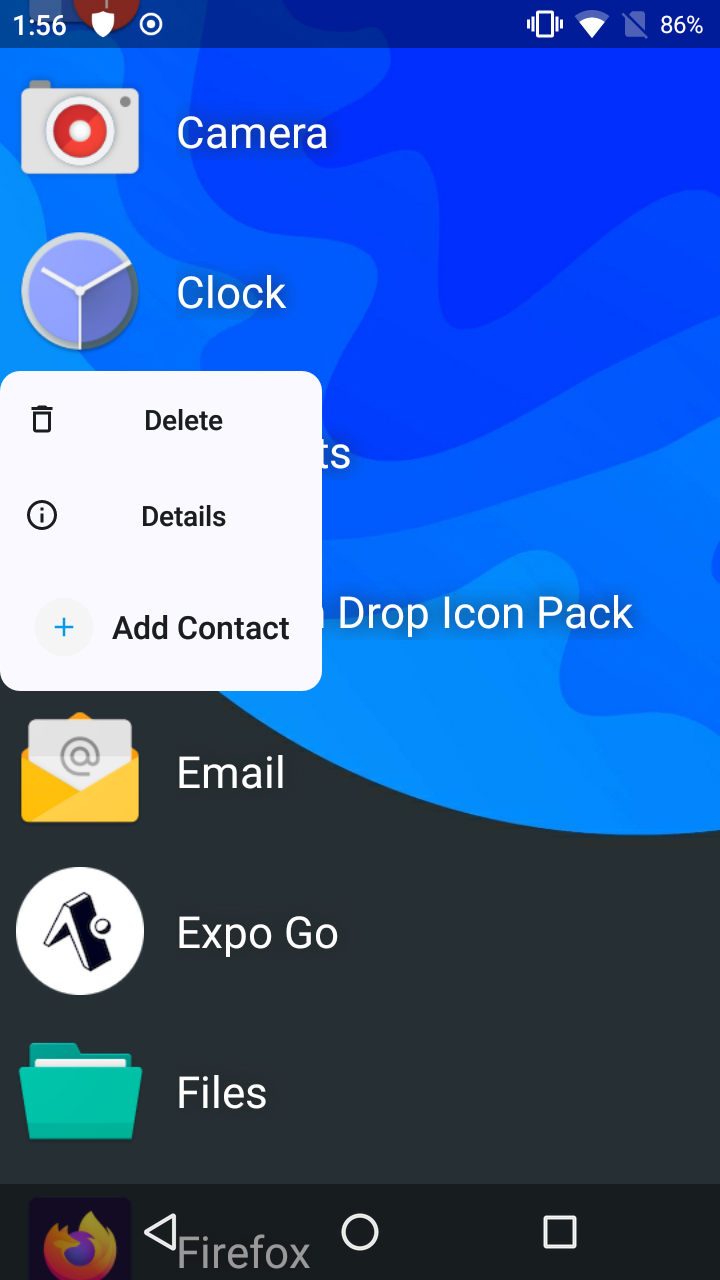 1:56
86%
Camera
Clock
Delete
ts
Details
Drop Icon Pack
Add Contact
@
Email
Expo Go
Files
Firefox